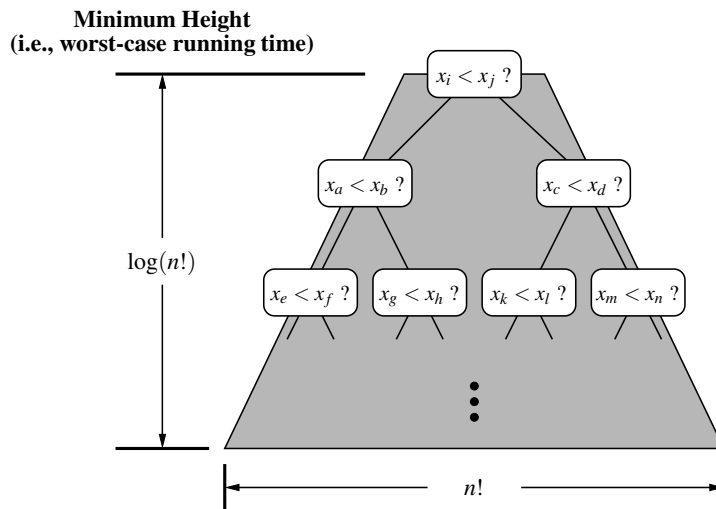 Minimum Height
(i.e., worst-case running time)
x_i < x_j ?
x_a < x_b ?
x_c < x_d ?
log(n!)
x_e < x_f ?
x_g < x_h ?
x_k < x_l ?
x_m < x_n ?
n!